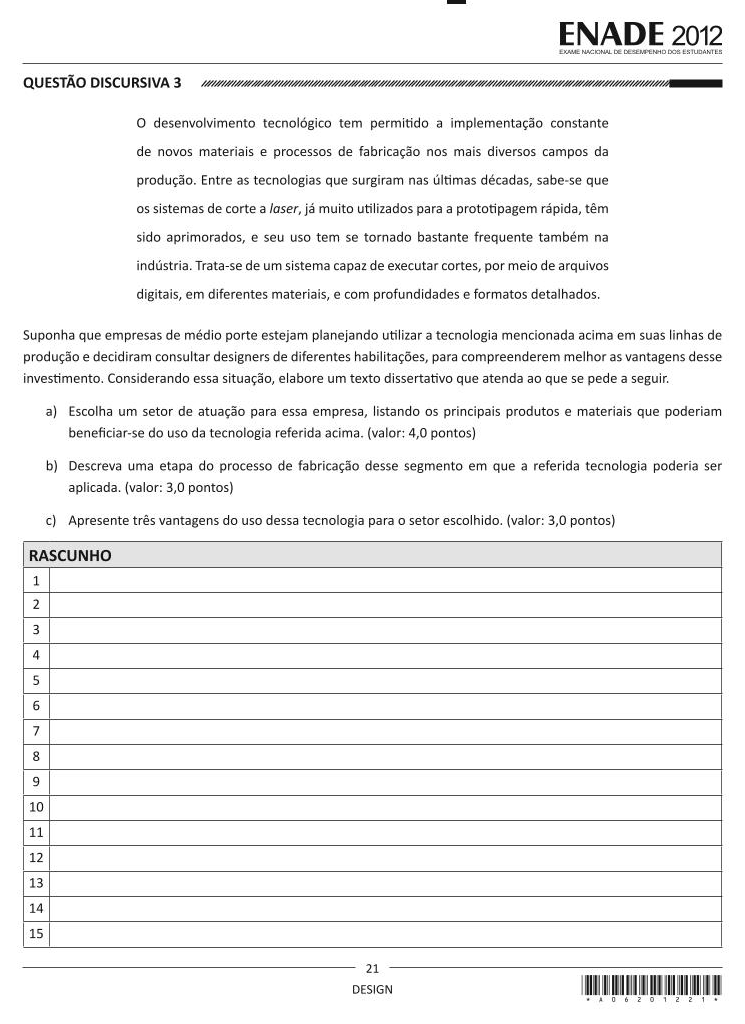 ENADE 2012
EXAME NACIONAL DE DESEMPENHO DOS ESTUDANTES
QUESTÃO DISCURSIVA 3
O desenvolvimento tecnológico tem permitido a implementação constante
de novos materiais e processos de fabricação nos mais diversos campos da
produção. Entre as tecnologias que surgiram nas últimas décadas, sabe-se que
os sistemas de corte a laser, já muito utilizados para a prototipagem rápida, têm
sido aprimorados, e seu uso tem se tornado bastante frequente também na
indústria. Trata-se de um sistema capaz de executar cortes, por meio de arquivos
digitais, em diferentes materiais, e com profundidades e formatos detalhados.
Suponha que empresas de médio porte estejam planejando utilizar a tecnologia mencionada acima em suas linhas de
produção e decidiram consultar designers de diferentes habilitações, para compreenderem melhor as vantagens desse
investimento. Considerando essa situação, elabore um texto dissertativo que atenda ao que se pede a seguir.
a) Escolha um setor de atuação para essa empresa, listando os principais produtos e materiais que poderiam
beneficiar-se do uso da tecnologia referida acima. (valor: 4,0 pontos)
b) Descreva uma etapa do processo de fabricação desse segmento em que a referida tecnologia poderia ser
aplicada. (valor: 3,0 pontos)
c) Apresente três vantagens do uso dessa tecnologia para o setor escolhido. (valor: 3,0 pontos)
RASCUNHO
1
2
3
4
5
6
7
8
9
10
11
12
13
14
15
21
DESIGN
* A 0 6 2 0 1 2 2 1 *